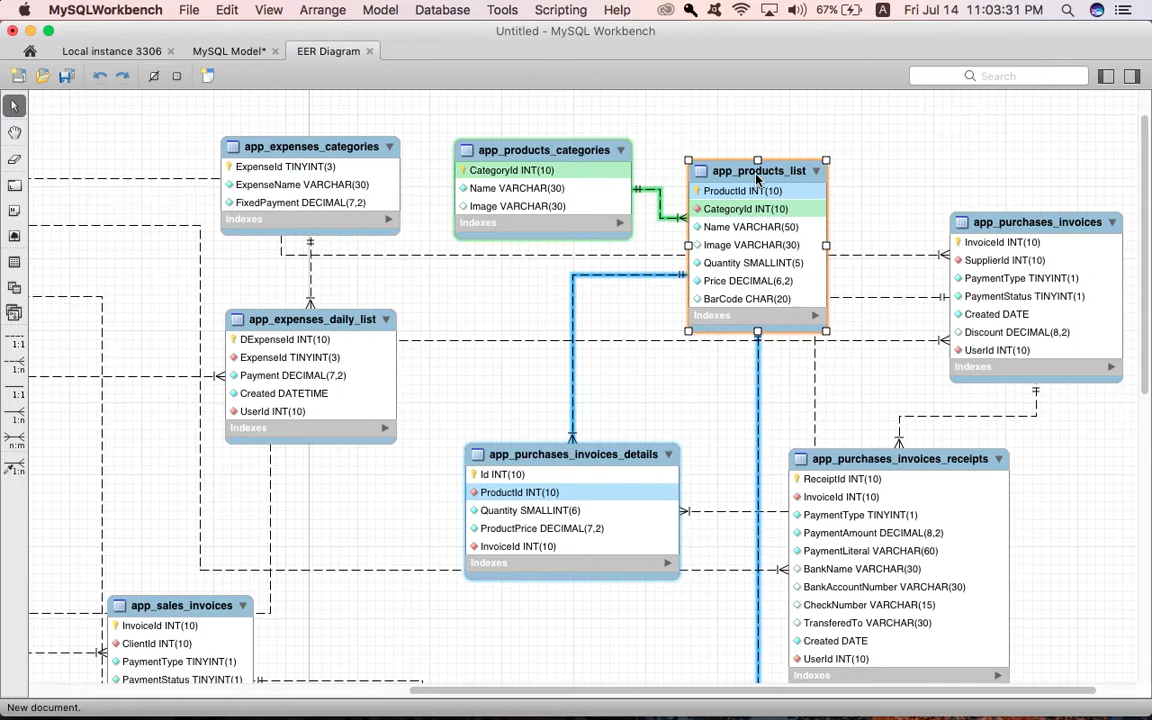 MySQLWorkbench File Edit View Arrange Model Database Tools Scripting Help 67% A Fri Jul 14 11:03:31 PM
Untitled - MySQL Workbench
Local instance 3306 MySQL Model* EER Diagram
Search
app_expenses_categories
ExpenseId TINYINT(3)
ExpenseName VARCHAR(30)
FixedPayment DECIMAL(7,2)
Indexes
app_products_categories
CategoryId INT(10)
Name VARCHAR(30)
Image VARCHAR(30)
Indexes
app_products_list
ProductId INT(10)
CategoryId INT(10)
Name VARCHAR(50)
Image VARCHAR(30)
Quantity SMALLINT(5)
Price DECIMAL(6,2)
BarCode CHAR(20)
Indexes
app_purchases_invoices
InvoiceId INT(10)
SupplierId INT(10)
PaymentType TINYINT(1)
PaymentStatus TINYINT(1)
Created DATE
Discount DECIMAL(8,2)
UserId INT(10)
Indexes
app_expenses_daily_list
DExpenseId INT(10)
ExpenseId TINYINT(3)
Payment DECIMAL(7,2)
Created DATETIME
UserId INT(10)
Indexes
app_purchases_invoices_details
Id INT(10)
ProductId INT(10)
Quantity SMALLINT(6)
ProductPrice DECIMAL(7,2)
InvoiceId INT(10)
Indexes
app_purchases_invoices_receipts
ReceiptId INT(10)
InvoiceId INT(10)
PaymentType TINYINT(1)
PaymentAmount DECIMAL(8,2)
PaymentLiteral VARCHAR(60)
BankName VARCHAR(30)
BankAccountNumber VARCHAR(30)
CheckNumber VARCHAR(15)
TransferedTo VARCHAR(30)
Created DATE
UserId INT(10)
Indexes
app_sales_invoices
InvoiceId INT(10)
ClientId INT(10)
PaymentType TINYINT(1)
PaymentStatus TINYINT(1)
1:1
1:n
1:1
1:n
n:m
1:n
New document.